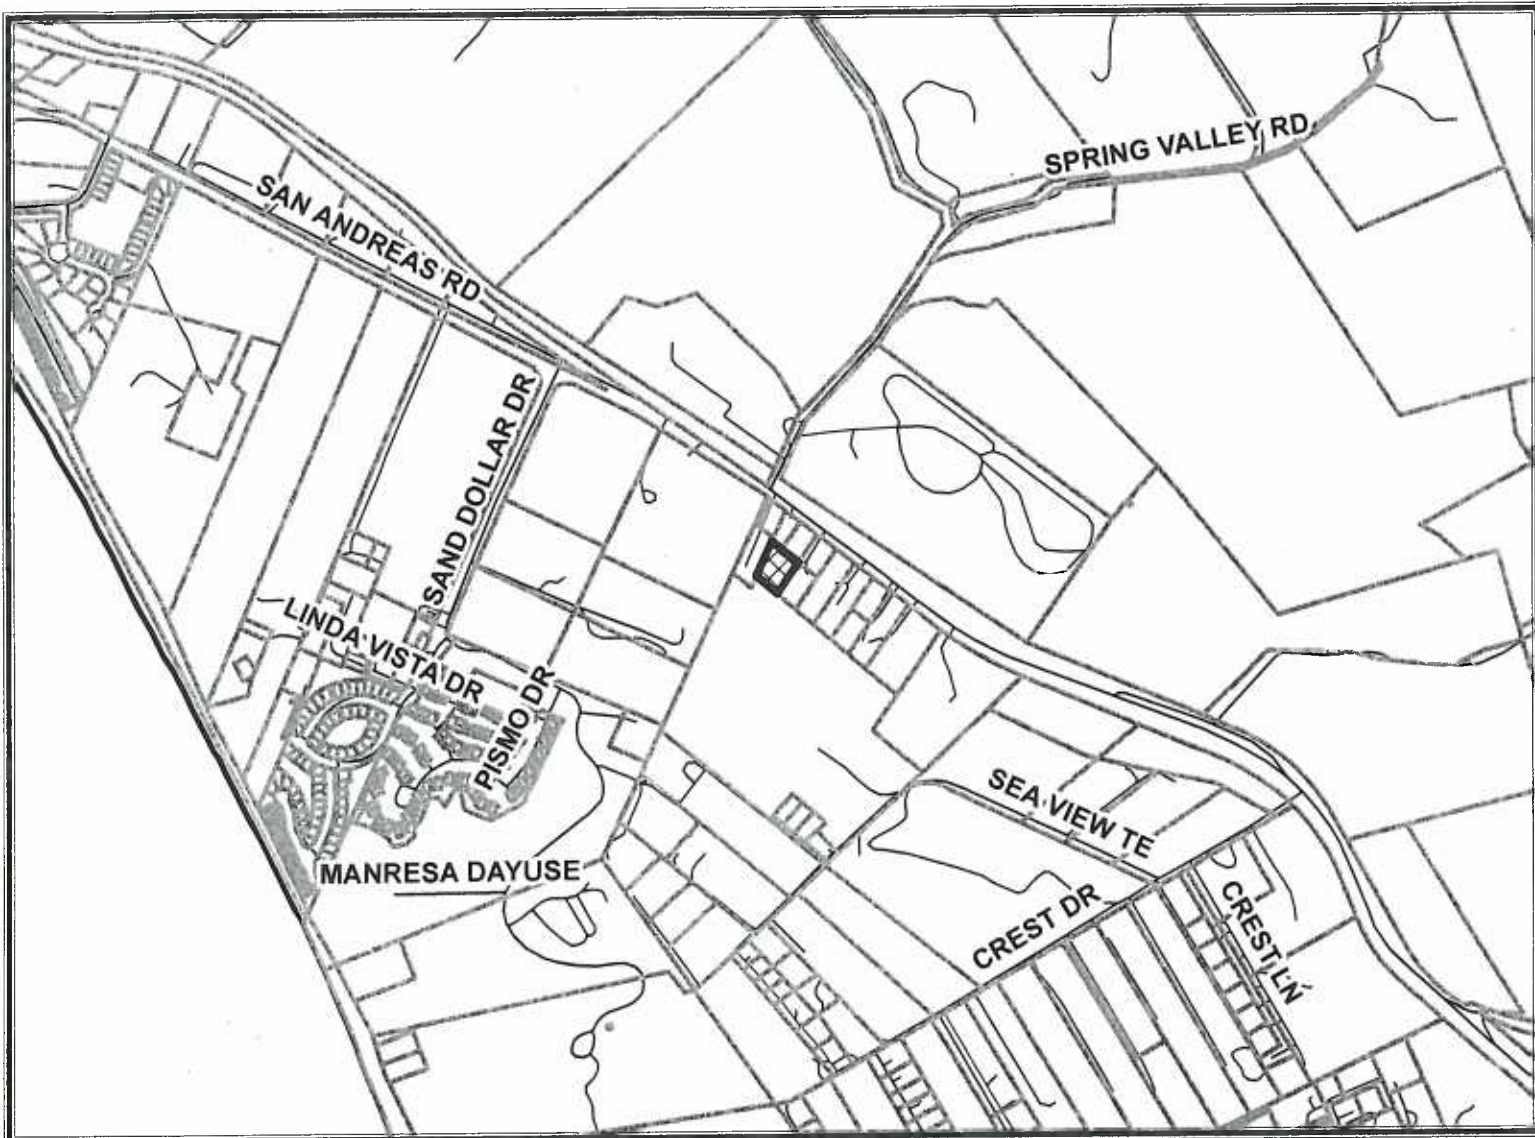 SPRING VALLEY RD
SAN ANDREAS RD
SAND DOLLAR DR
LINDA VISTA DR
PISMO DR
SEA VIEW TE
MANRESA DAYUSE
CREST DR
CREST LN